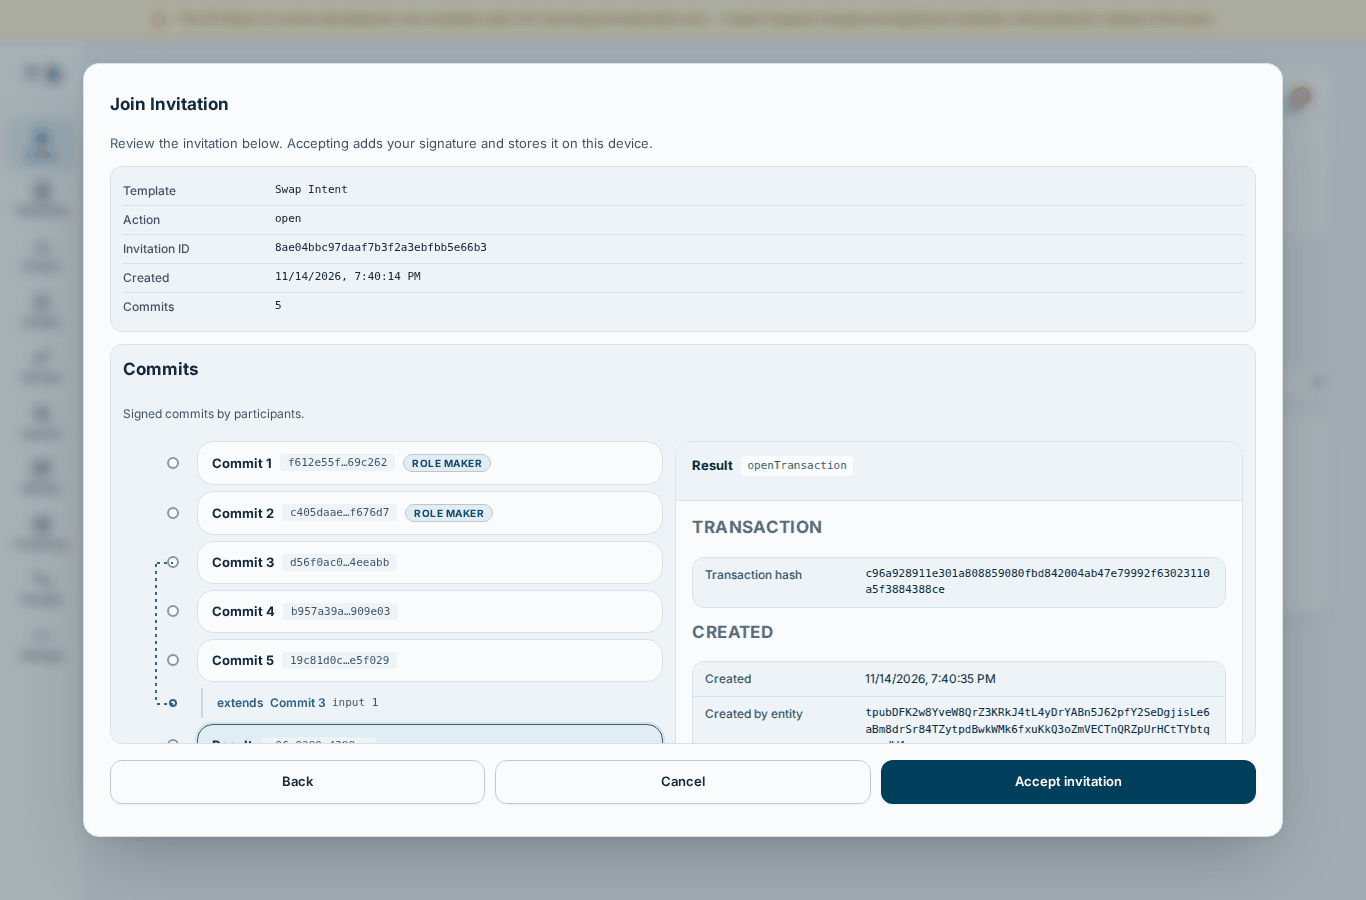 Join Invitation
Review the invitation below. Accepting adds your signature and stores it on this device.
Template Swap Intent
Action open
Invitation ID 8ae04bbc97daaf7b3f2a3ebfbb5e66b3
Created 11/14/2026, 7:40:14 PM
Commits 5
Commits
Signed commits by participants.
Commit 1 f612e55f…69c262 ROLE MAKER
Commit 2 c405daae…f676d7 ROLE MAKER
Commit 3 d56f0ac0…4eeabb
Commit 4 b957a39a…909e03
Commit 5 19c81d0c…e5f029
extends Commit 3 input 1
Result openTransaction
TRANSACTION
Transaction hash c96a928911e301a808859080fbd842004ab47e79992f63023110
a5f3884388ce
CREATED
Created 11/14/2026, 7:40:35 PM
Created by entity tpubDFK2w8YveW8QrZ3KRkJ4tL4yDrYABn5J62pfY2SeDgjisLe6
aBm8drSr84TZytpdBwkWMk6fxuKkQ3oZmVECTnQRZpUrHCtTYbtq
Back
Cancel
Accept invitation